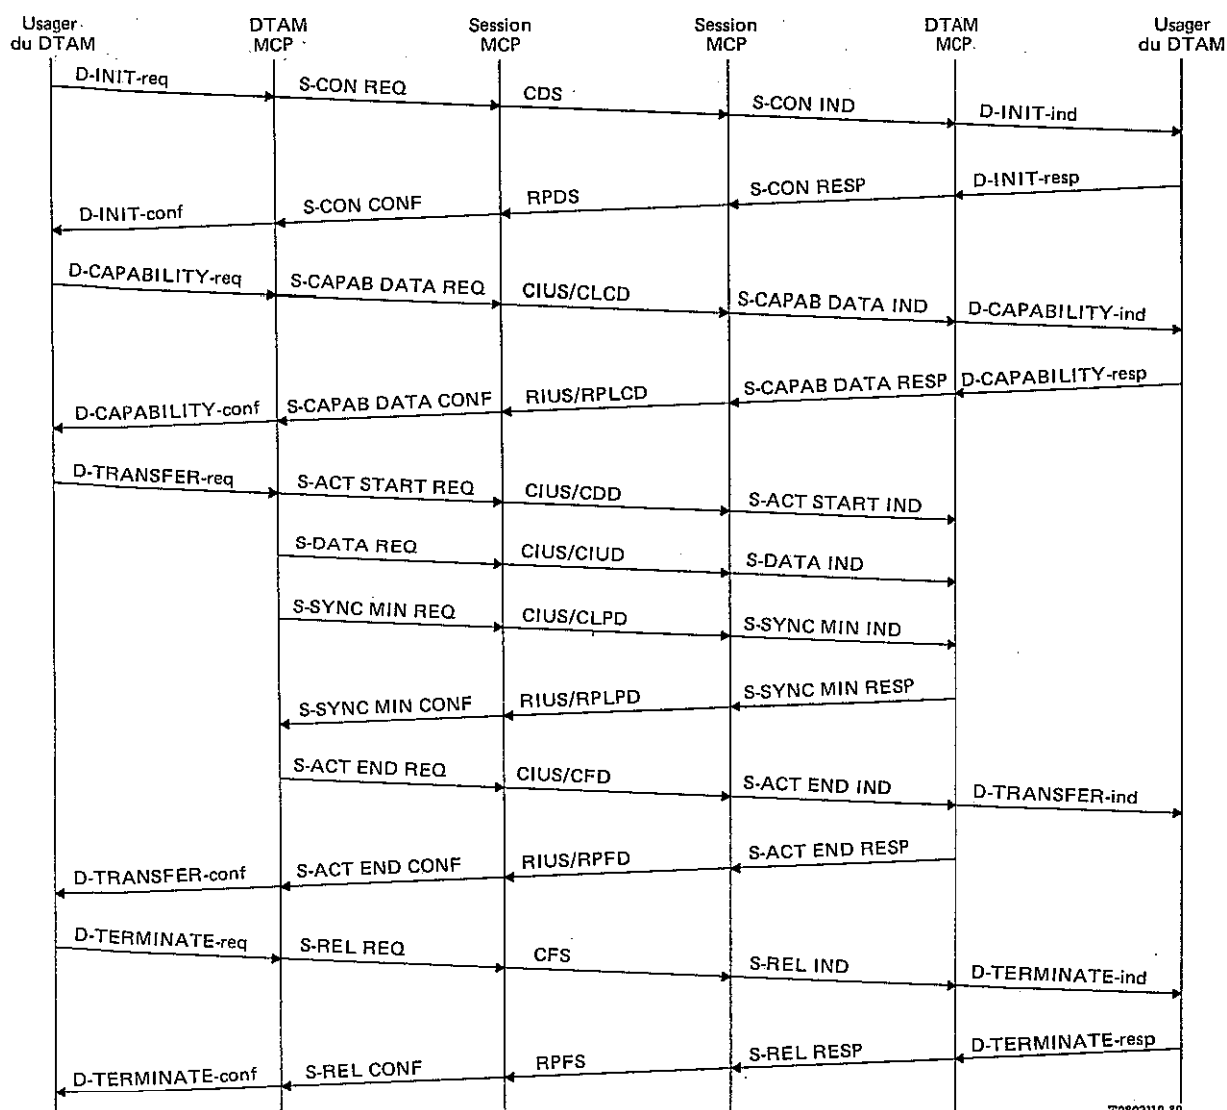 Usager du DTAM
DTAM MCP
Session MCP
Session MCP
DTAM MCP
Usager du DTAM
D-INIT-req
S-CON REQ
CDS
S-CON IND
D-INIT-ind
D-INIT-resp
S-CON RESP
RPDS
S-CON CONF
D-INIT-conf
D-CAPABILITY-req
S-CAPAB DATA REQ
CIUS/CLCD
S-CAPAB DATA IND
D-CAPABILITY-ind
D-CAPABILITY-resp
S-CAPAB DATA RESP
RIUS/RPLCD
S-CAPAB DATA CONF
D-CAPABILITY-conf
D-TRANSFER-req
S-ACT START REQ
CIUS/CDD
S-ACT START IND
S-DATA REQ
CIUS/CIUD
S-DATA IND
S-SYNC MIN REQ
CIUS/CLPD
S-SYNC MIN IND
S-SYNC MIN RESP
RIUS/RPLPD
S-SYNC MIN CONF
S-ACT END REQ
CIUS/CFD
S-ACT END IND
D-TRANSFER-ind
S-ACT END RESP
RIUS/RPFD
S-ACT END CONF
D-TRANSFER-conf
D-TERMINATE-req
S-REL REQ
CFS
S-REL IND
D-TERMINATE-ind
D-TERMINATE-resp
S-REL RESP
RPFS
S-REL CONF
D-TERMINATE-conf